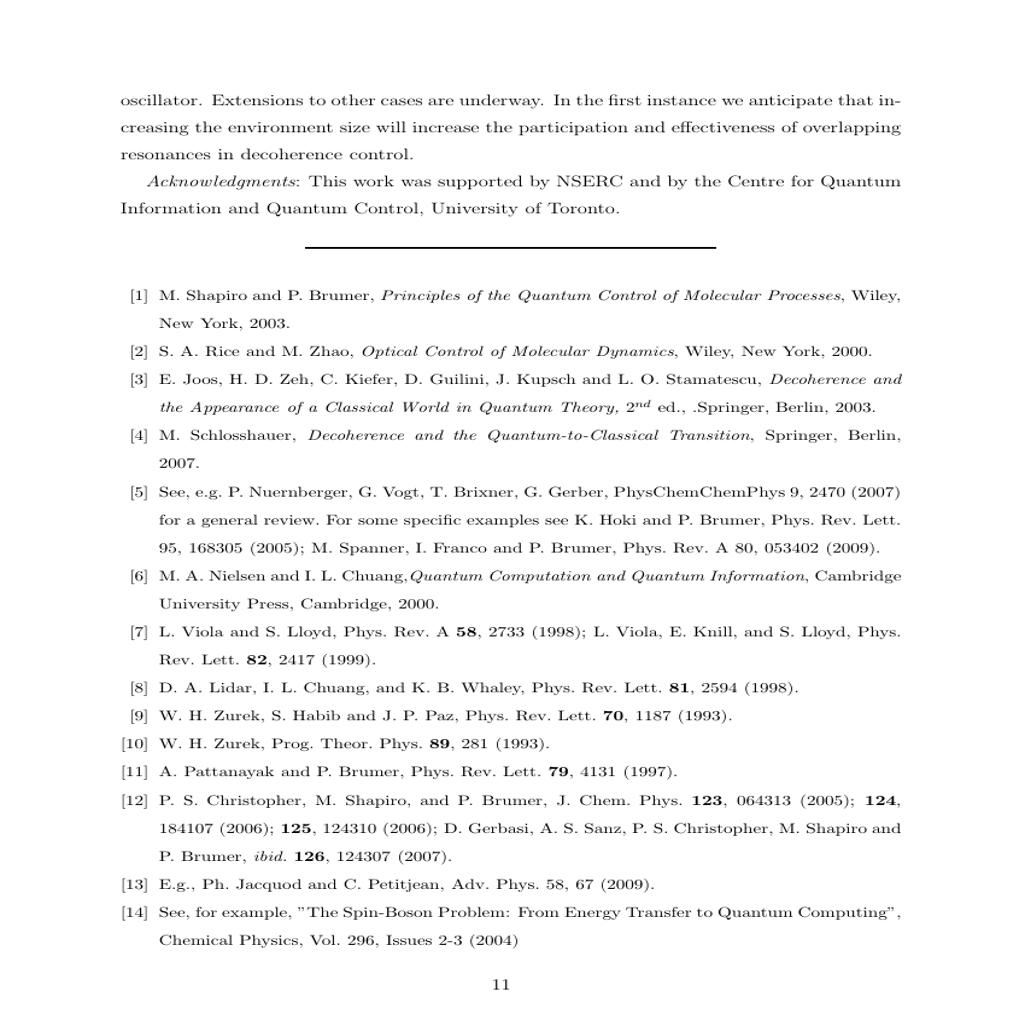 oscillator. Extensions to other cases are underway. In the first instance we anticipate that in-
creasing the environment size will increase the participation and effectiveness of overlapping
resonances in decoherence control.
Acknowledgments: This work was supported by NSERC and by the Centre for Quantum
Information and Quantum Control, University of Toronto.
[1] M. Shapiro and P. Brumer, Principles of the Quantum Control of Molecular Processes, Wiley,
New York, 2003.
[2] S. A. Rice and M. Zhao, Optical Control of Molecular Dynamics, Wiley, New York, 2000.
[3] E. Joos, H. D. Zeh, C. Kiefer, D. Guilini, J. Kupsch and L. O. Stamatescu, Decoherence and
the Appearance of a Classical World in Quantum Theory, 2nd ed., .Springer, Berlin, 2003.
[4] M. Schlosshauer, Decoherence and the Quantum-to-Classical Transition, Springer, Berlin,
2007.
[5] See, e.g. P. Nuernberger, G. Vogt, T. Brixner, G. Gerber, PhysChemChemPhys 9, 2470 (2007)
for a general review. For some specific examples see K. Hoki and P. Brumer, Phys. Rev. Lett.
95, 168305 (2005); M. Spanner, I. Franco and P. Brumer, Phys. Rev. A 80, 053402 (2009).
[6] M. A. Nielsen and I. L. Chuang,Quantum Computation and Quantum Information, Cambridge
University Press, Cambridge, 2000.
[7] L. Viola and S. Lloyd, Phys. Rev. A 58, 2733 (1998); L. Viola, E. Knill, and S. Lloyd, Phys.
Rev. Lett. 82, 2417 (1999).
[8] D. A. Lidar, I. L. Chuang, and K. B. Whaley, Phys. Rev. Lett. 81, 2594 (1998).
[9] W. H. Zurek, S. Habib and J. P. Paz, Phys. Rev. Lett. 70, 1187 (1993).
[10] W. H. Zurek, Prog. Theor. Phys. 89, 281 (1993).
[11] A. Pattanayak and P. Brumer, Phys. Rev. Lett. 79, 4131 (1997).
[12] P. S. Christopher, M. Shapiro, and P. Brumer, J. Chem. Phys. 123, 064313 (2005); 124,
184107 (2006); 125, 124310 (2006); D. Gerbasi, A. S. Sanz, P. S. Christopher, M. Shapiro and
P. Brumer, ibid. 126, 124307 (2007).
[13] E.g., Ph. Jacquod and C. Petitjean, Adv. Phys. 58, 67 (2009).
[14] See, for example, ”The Spin-Boson Problem: From Energy Transfer to Quantum Computing”,
Chemical Physics, Vol. 296, Issues 2-3 (2004)
11